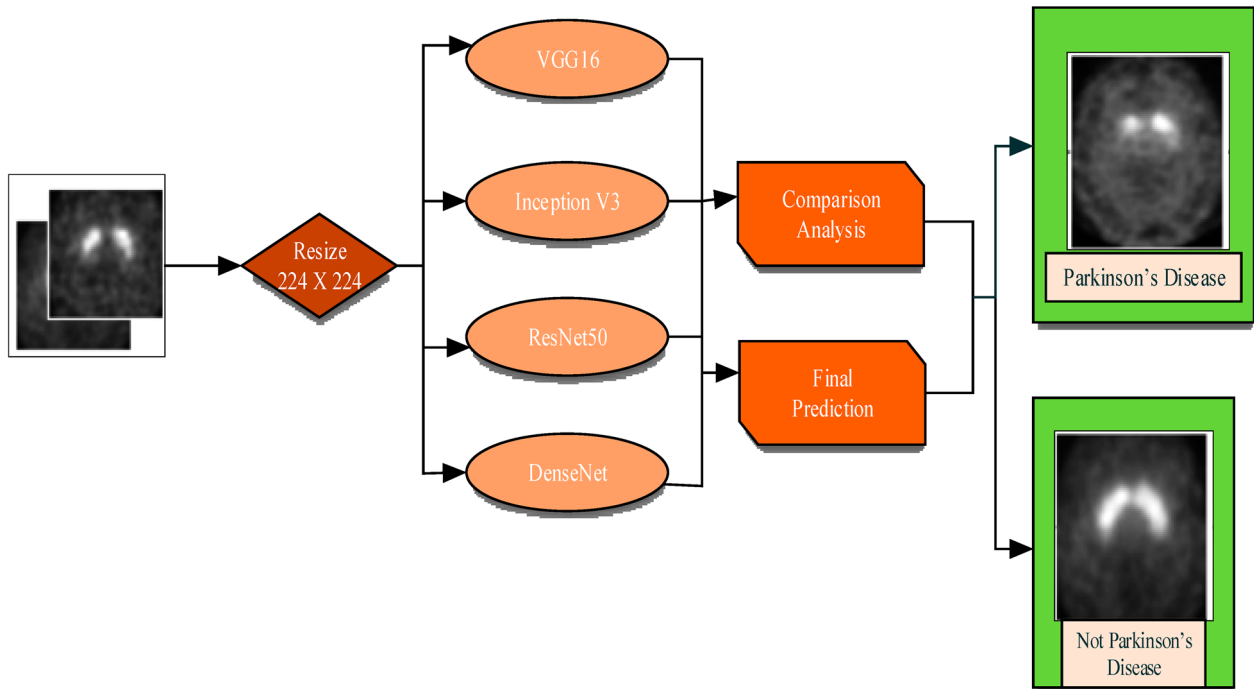 Resize
224 X 224
VGG16
Inception V3
ResNet50
DenseNet
Comparison
Analysis
Final
Prediction
Parkinson's Disease
Not Parkinson's
Disease